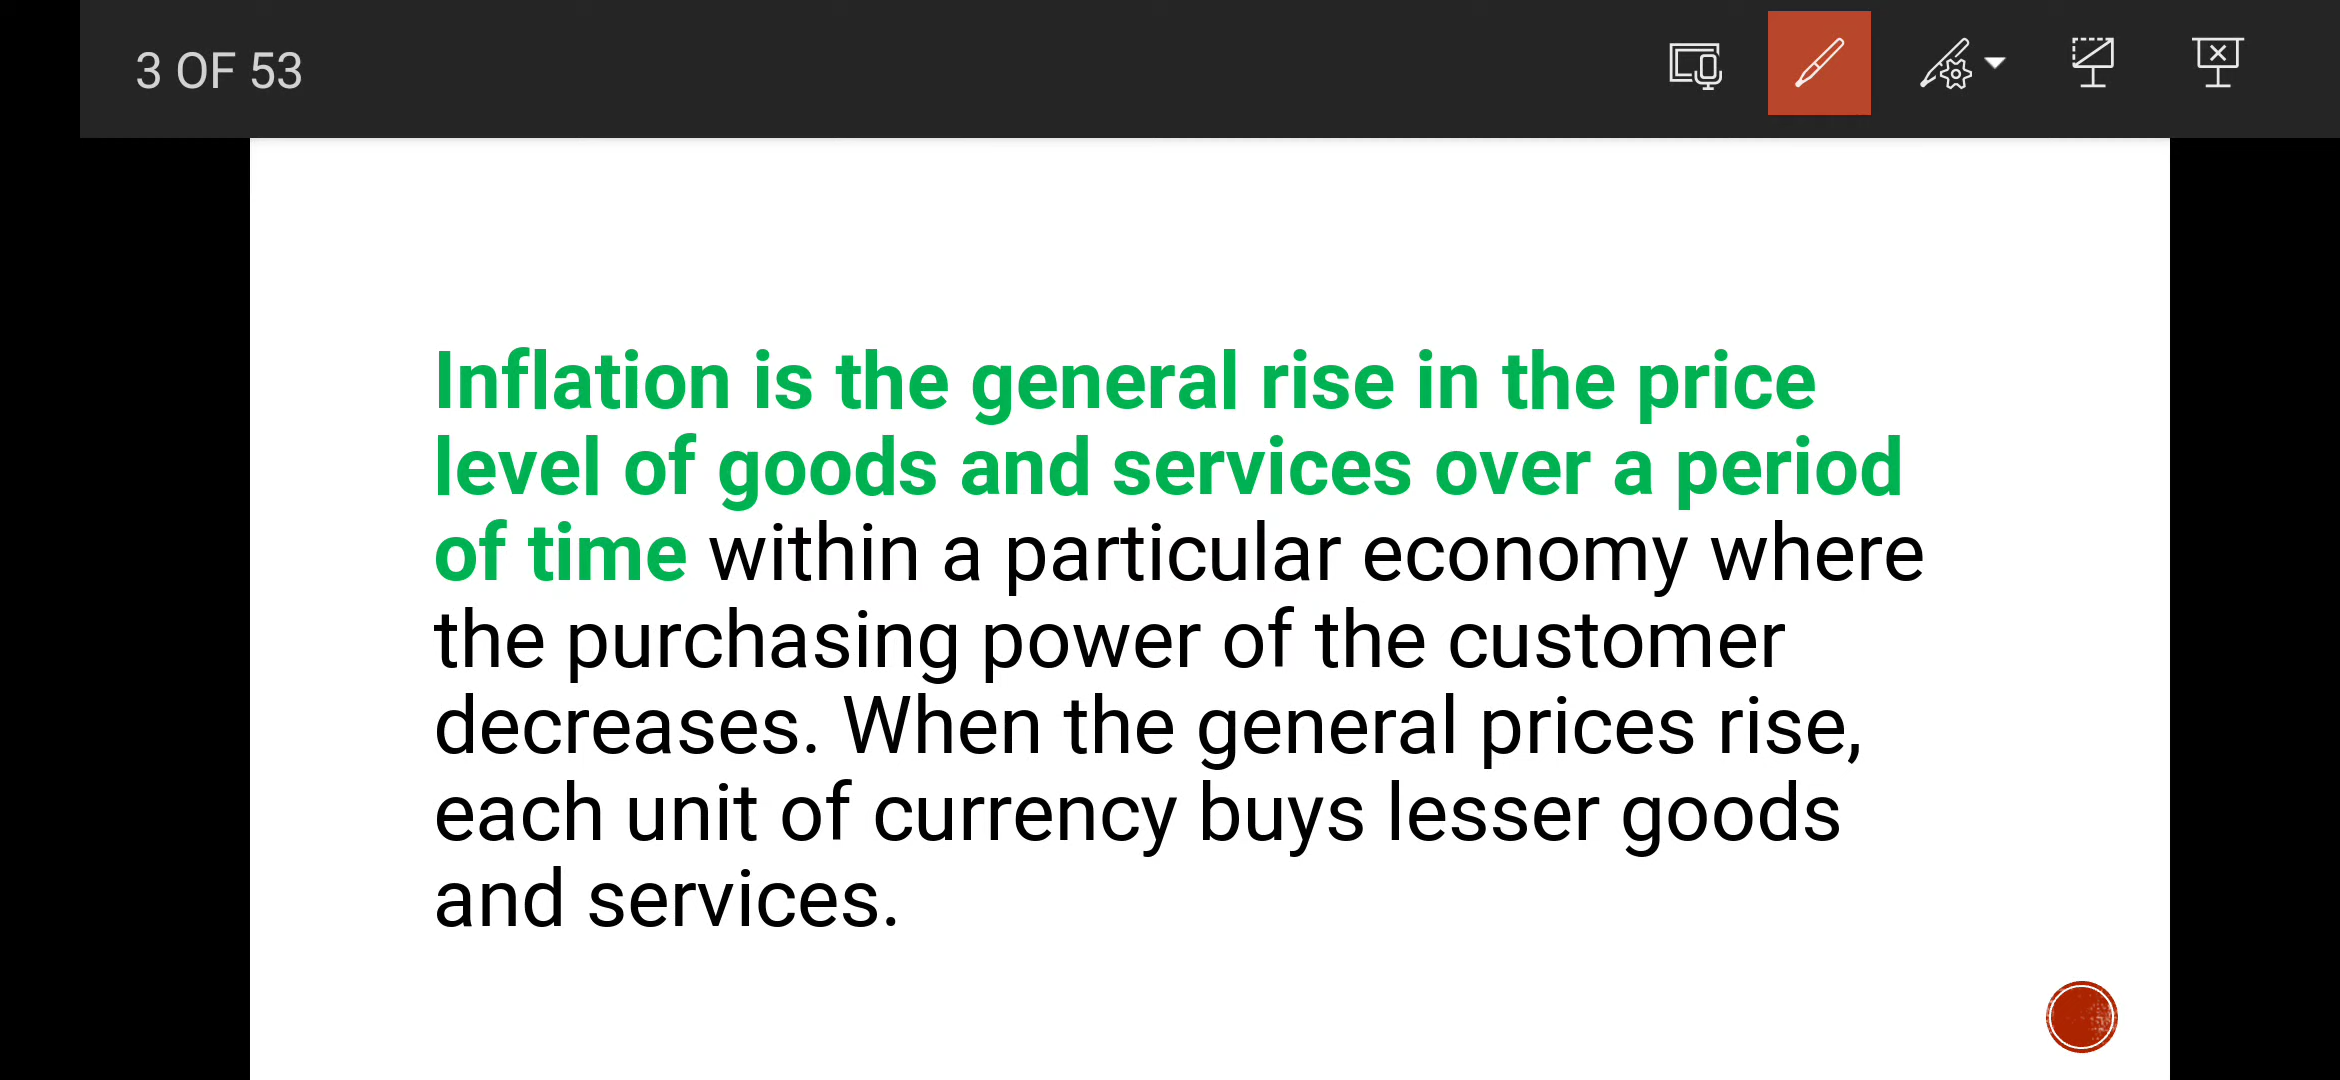 3 OF 53
Inflation is the general rise in the price
level of goods and services over a period
of time within a particular economy where
the purchasing power of the customer
decreases. When the general prices rise,
each unit of currency buys lesser goods
and services.